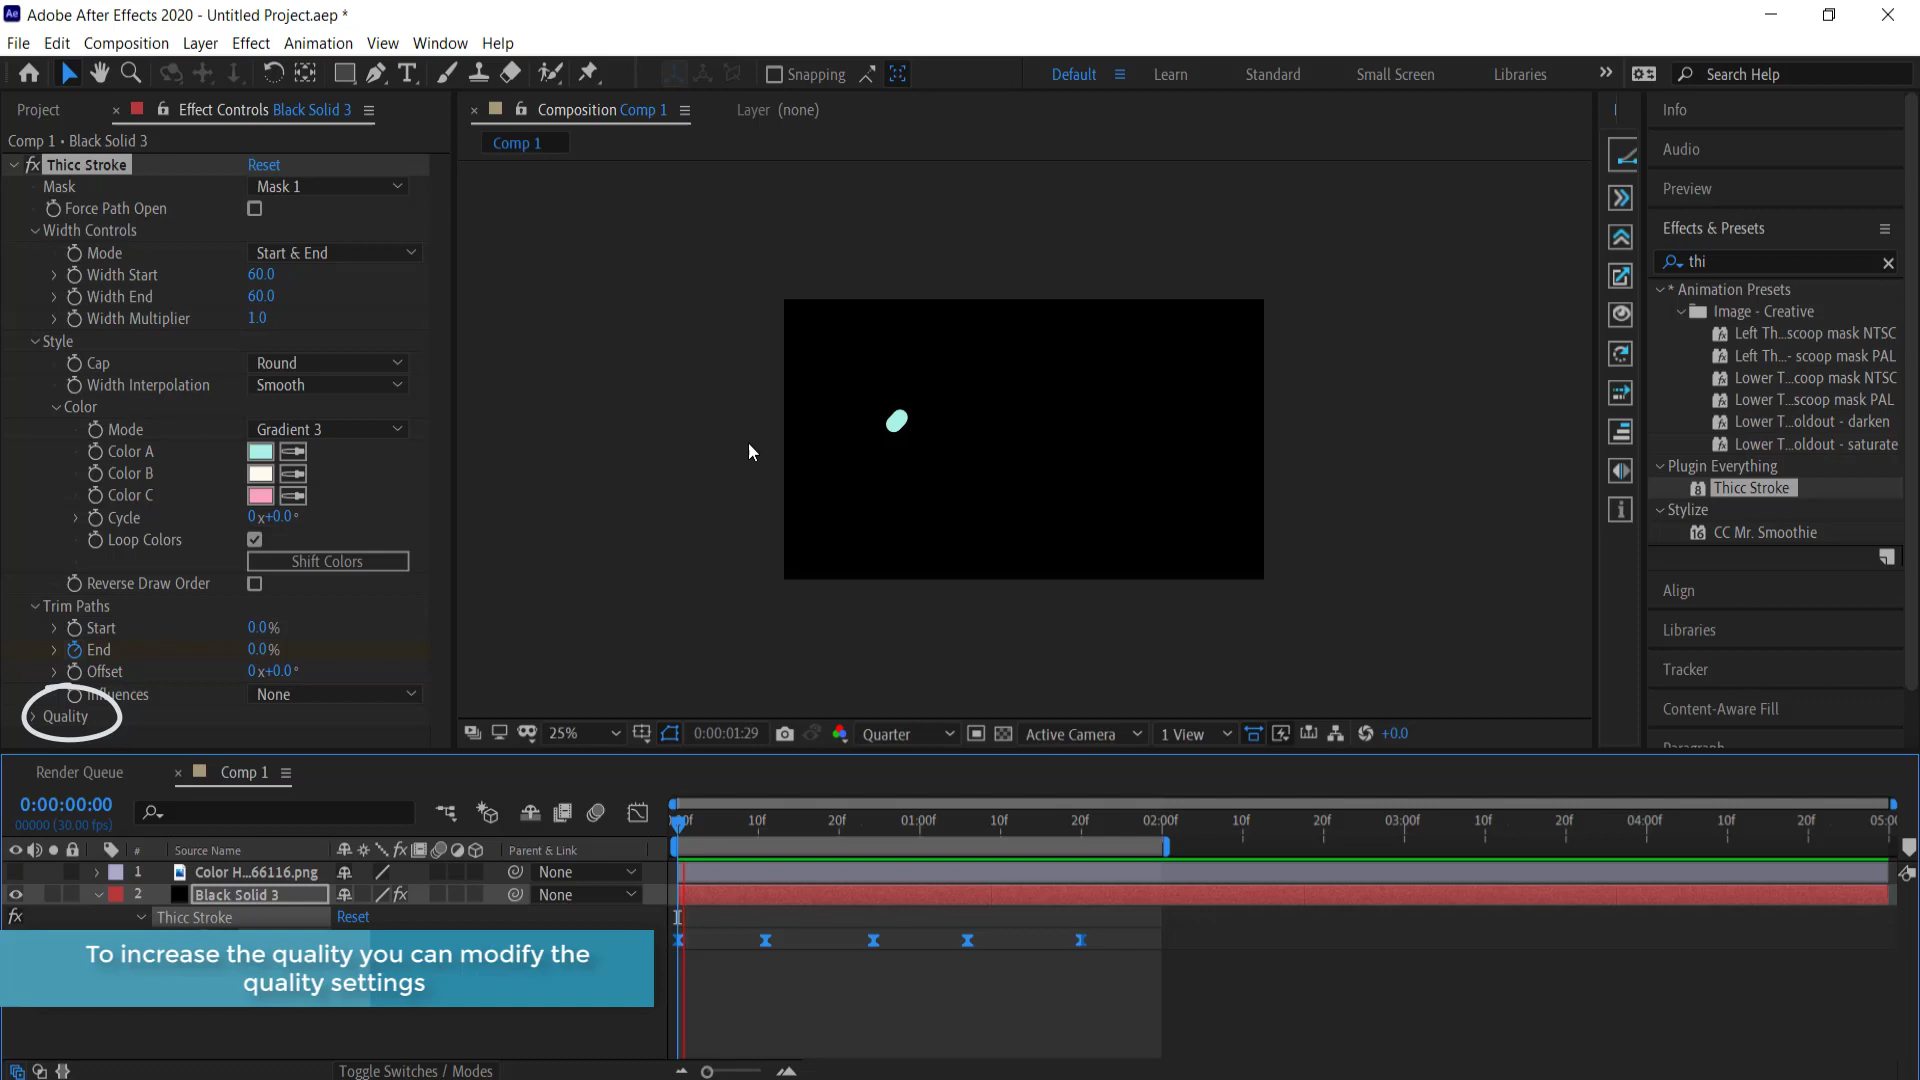 Adobe After Effects 2020 - Untitled Project.aep *
File Edit Composition Layer Effect Animation View Window Help
Snapping Default Learn Standard Small Screen Libraries Search Help
Project Effect Controls Black Solid 3
Comp 1 • Black Solid 3
fx Thicc Stroke Reset
Mask Mask 1
Force Path Open
Width Controls
Mode Start & End
Width Start 60.0
Width End 60.0
Width Multiplier 1.0
Style
Cap Round
Width Interpolation Smooth
Color
Mode Gradient 3
Color A
Color B
Color C
Cycle 0x+0.0°
Loop Colors
Shift Colors
Reverse Draw Order
Trim Paths
Start 0.0%
End 0.0%
Offset 0x+0.0°
Influences None
Quality
Composition Comp 1 Layer (none)
Comp 1
25% 0:00:01:29 Quarter Active Camera 1 View +0.0
Info
Audio
Preview
Effects & Presets
thi
* Animation Presets
Image - Creative
Left Th...scoop mask NTSC
Left Th...- scoop mask PAL
Lower T...coop mask NTSC
Lower T...scoop mask PAL
Lower T...oldout - darken
Lower T...oldout - saturate
Plugin Everything
Thicc Stroke
Stylize
CC Mr. Smoothie
Align
Libraries
Tracker
Content-Aware Fill
Paragraph
Render Queue Comp 1
0:00:00:00
00000 (30.00 fps)
10f 20f 01:00f 10f 20f 02:00f 10f 20f 03:00f 10f 20f 04:00f 10f 20f 05:00
# Source Name fx Parent & Link
1 Color H...66116.png None
2 Black Solid 3 fx None
fx Thicc Stroke Reset
To increase the quality you can modify the
quality settings
Toggle Switches / Modes